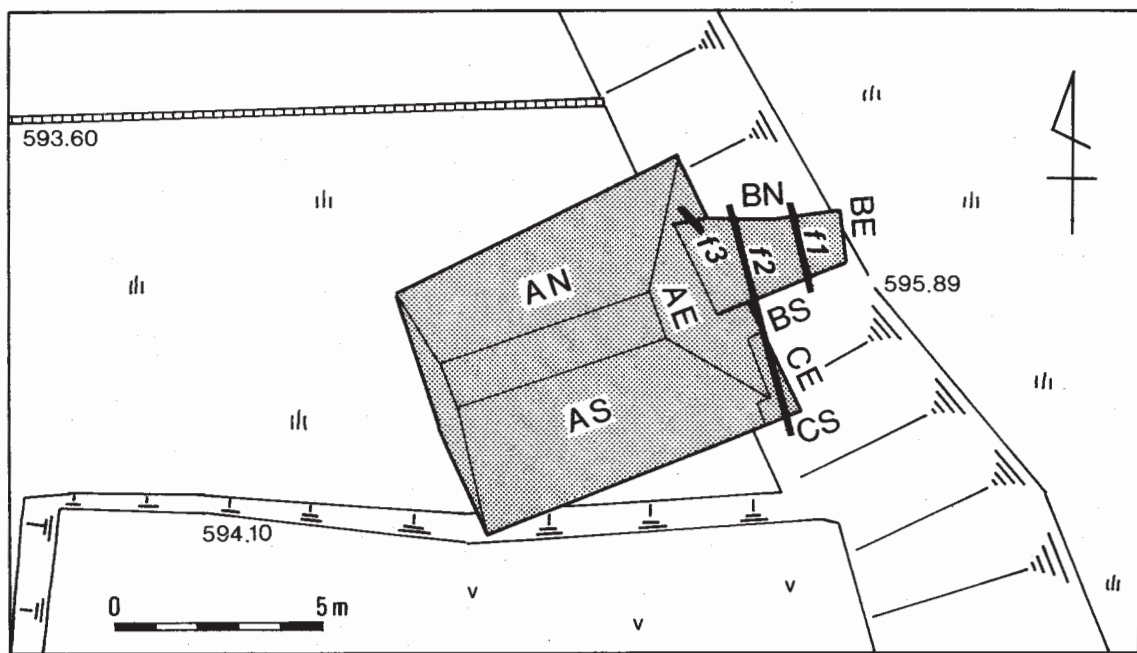 593.60
BN
BE
f3
f2
f1
AN
AE
595.89
BS
CE
AS
CS
594.10
0 5 m